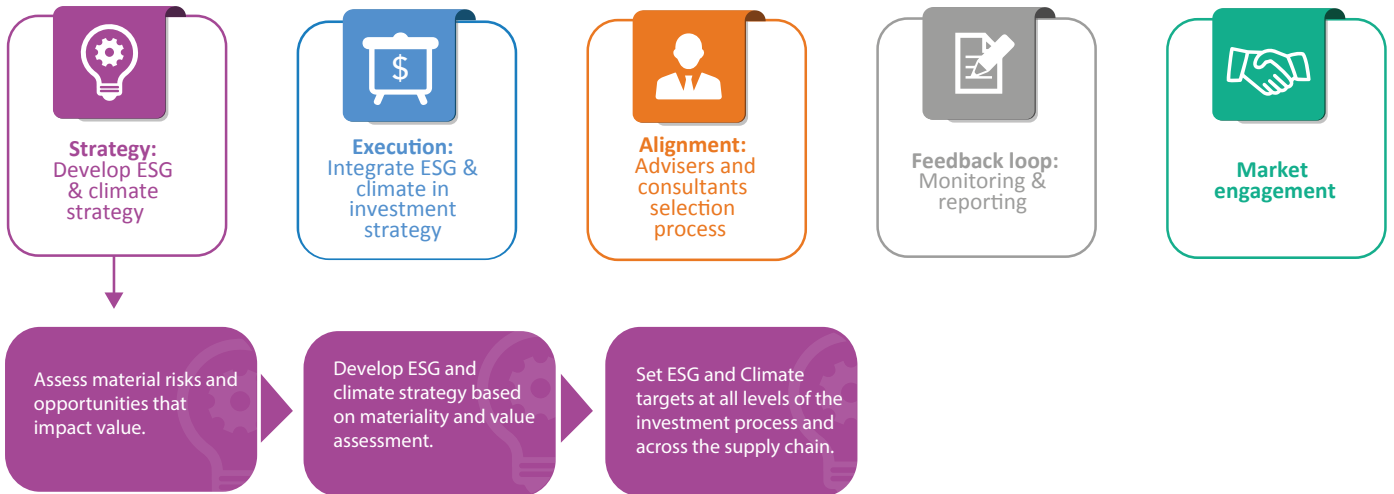 $
Strategy:
Develop ESG
& climate
strategy
Execution:
Integrate ESG &
climate in
investment
strategy
Alignment:
Advisers and
consultants
selection
process
Feedback loop:
Monitoring &
reporting
Market
engagement
Assess material risks and
opportunities that
impact value.
Develop ESG and
climate strategy based
on materiality and value
assessment.
Set ESG and Climate
targets at all levels of the
investment process and
across the supply chain.